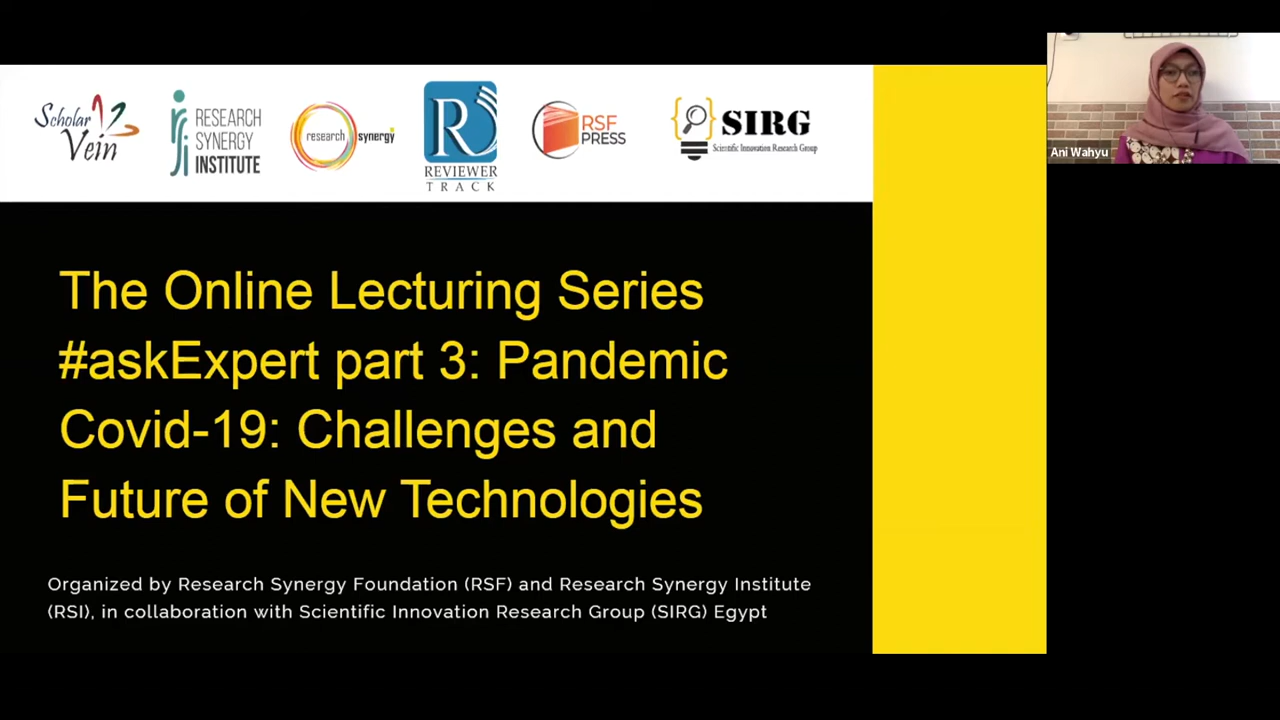 Scholar
Vein
RESEARCH
SYNERGY
INSTITUTE
research synergy
R
REVIEWER
TRACK
RSF
PRESS
SIRG
Scientific Innovation Research Group
Ani Wahyu
The Online Lecturing Series
#askExpert part 3: Pandemic
Covid-19: Challenges and
Future of New Technologies
Organized by Research Synergy Foundation (RSF) and Research Synergy Institute
(RSI), in collaboration with Scientific Innovation Research Group (SIRG) Egypt